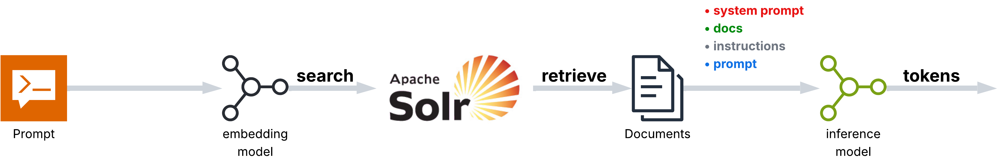 • system prompt
• docs
• instructions
• prompt
search
Apache
Solr
retrieve
tokens
Prompt
embedding
model
Documents
inference
model